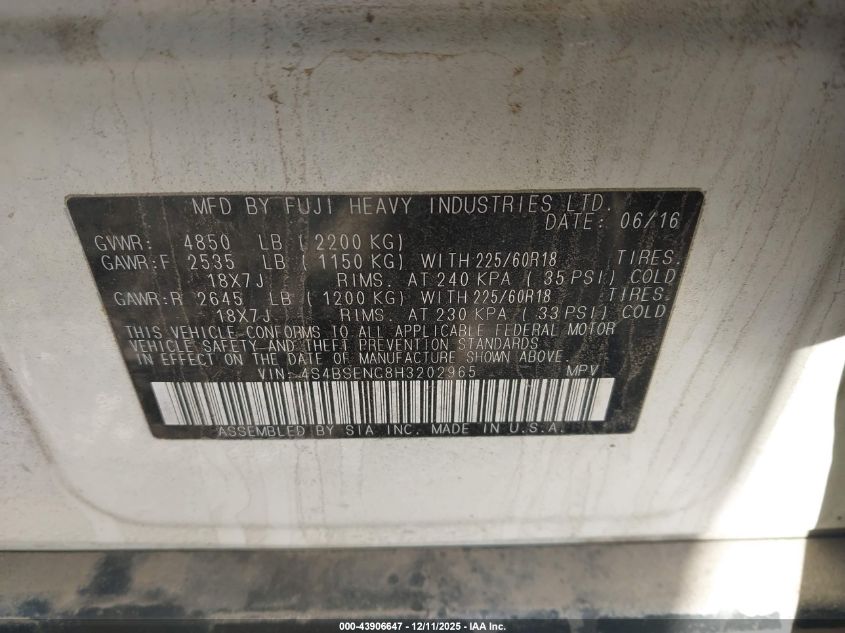 MFD BY FUJI HEAVY INDUSTRIES LTD.
DATE: 06/16
GVWR: 4850 LB ( 2200 KG)
GAWR:F 2535 LB ( 1150 KG) WITH 225/60R18 TIRES.
18X7J RIMS. AT 240 KPA ( 35 PSI) COLD
GAWR:R 2645 LB ( 1200 KG) WITH 225/60R18 TIRES.
18X7J RIMS. AT 230 KPA ( 33 PSI) COLD
THIS VEHICLE CONFORMS TO ALL APPLICABLE FEDERAL MOTOR
VEHICLE SAFETY AND THEFT PREVENTION STANDARDS
IN EFFECT ON THE DATE OF MANUFACTURE SHOWN ABOVE.
VIN: 4S4BSENC8H3202965 MPV
ASSEMBLED BY SIA INC. MADE IN U.S.A.
000-43906647 - 12/11/2025 - IAA Inc.